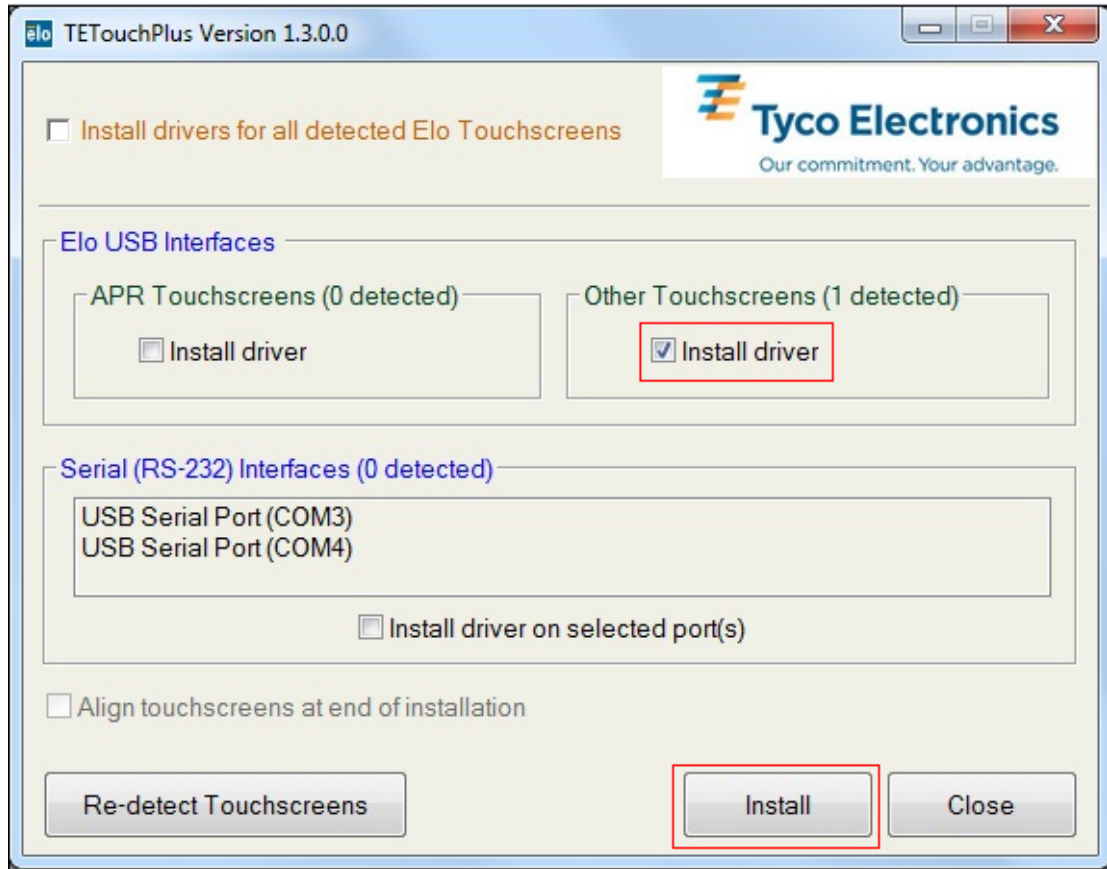 elo TETouchPlus Version 1.3.0.0
Install drivers for all detected Elo Touchscreens
Tyco Electronics
Our commitment. Your advantage.
Elo USB Interfaces
APR Touchscreens (0 detected)
Install driver
Other Touchscreens (1 detected)
Install driver
Serial (RS-232) Interfaces (0 detected)
USB Serial Port (COM3)
USB Serial Port (COM4)
Install driver on selected port(s)
Align touchscreens at end of installation
Re-detect Touchscreens
Install
Close